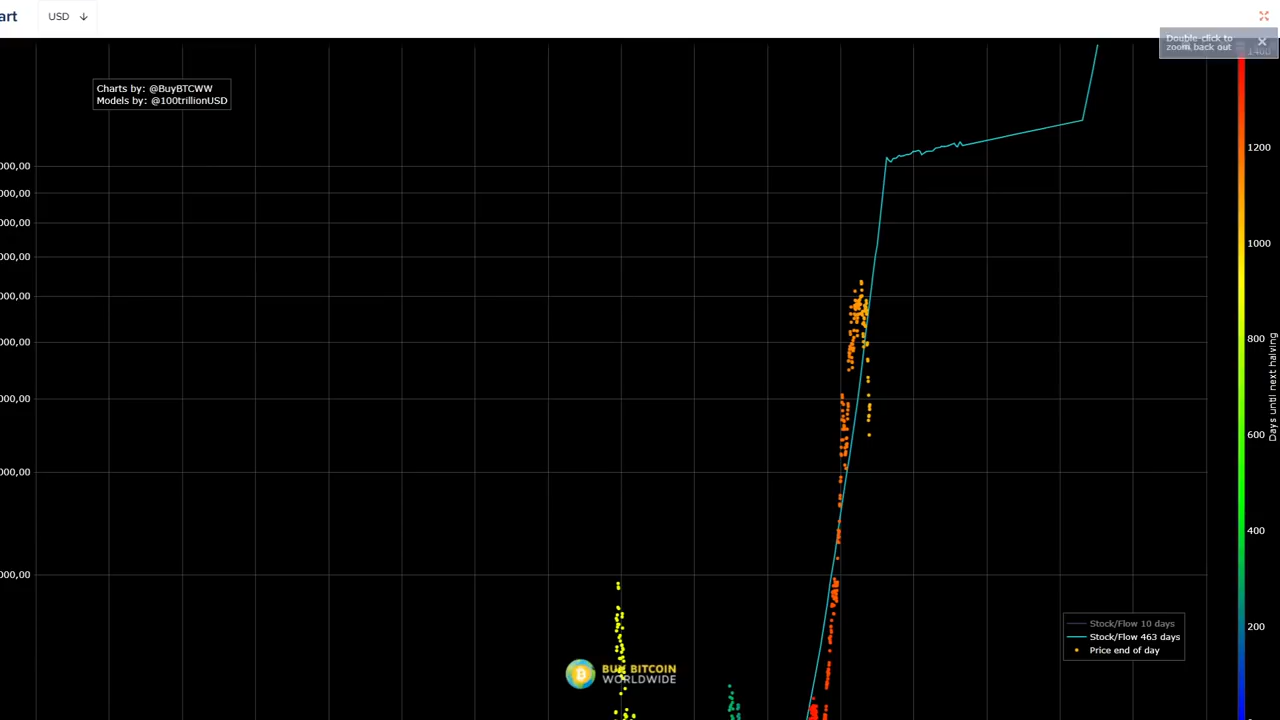 art
USD
Double-click to
zoom back out
Charts by: @BuyBTCWW
Models by: @100trillionUSD
1400
000,00
000,00
000,00
000,00
000,00
000,00
000,00
000,00
000,00
1200
1000
800
600
400
200
Days until next halving
Stock/Flow 10 days
Stock/Flow 463 days
Price end of day
BUY BITCOIN
WORLDWIDE